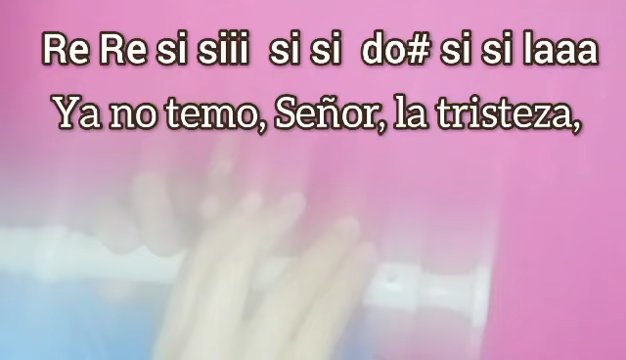 Re Re si siii si si do# si si laaa
Ya no temo, Señor, la tristeza,